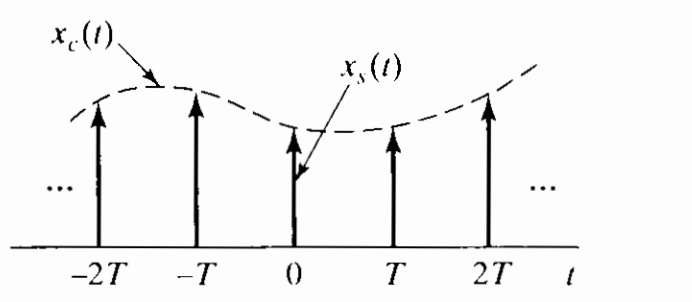 x_c(t)
x_s(t)
... ...
–2T –T 0 T 2T t